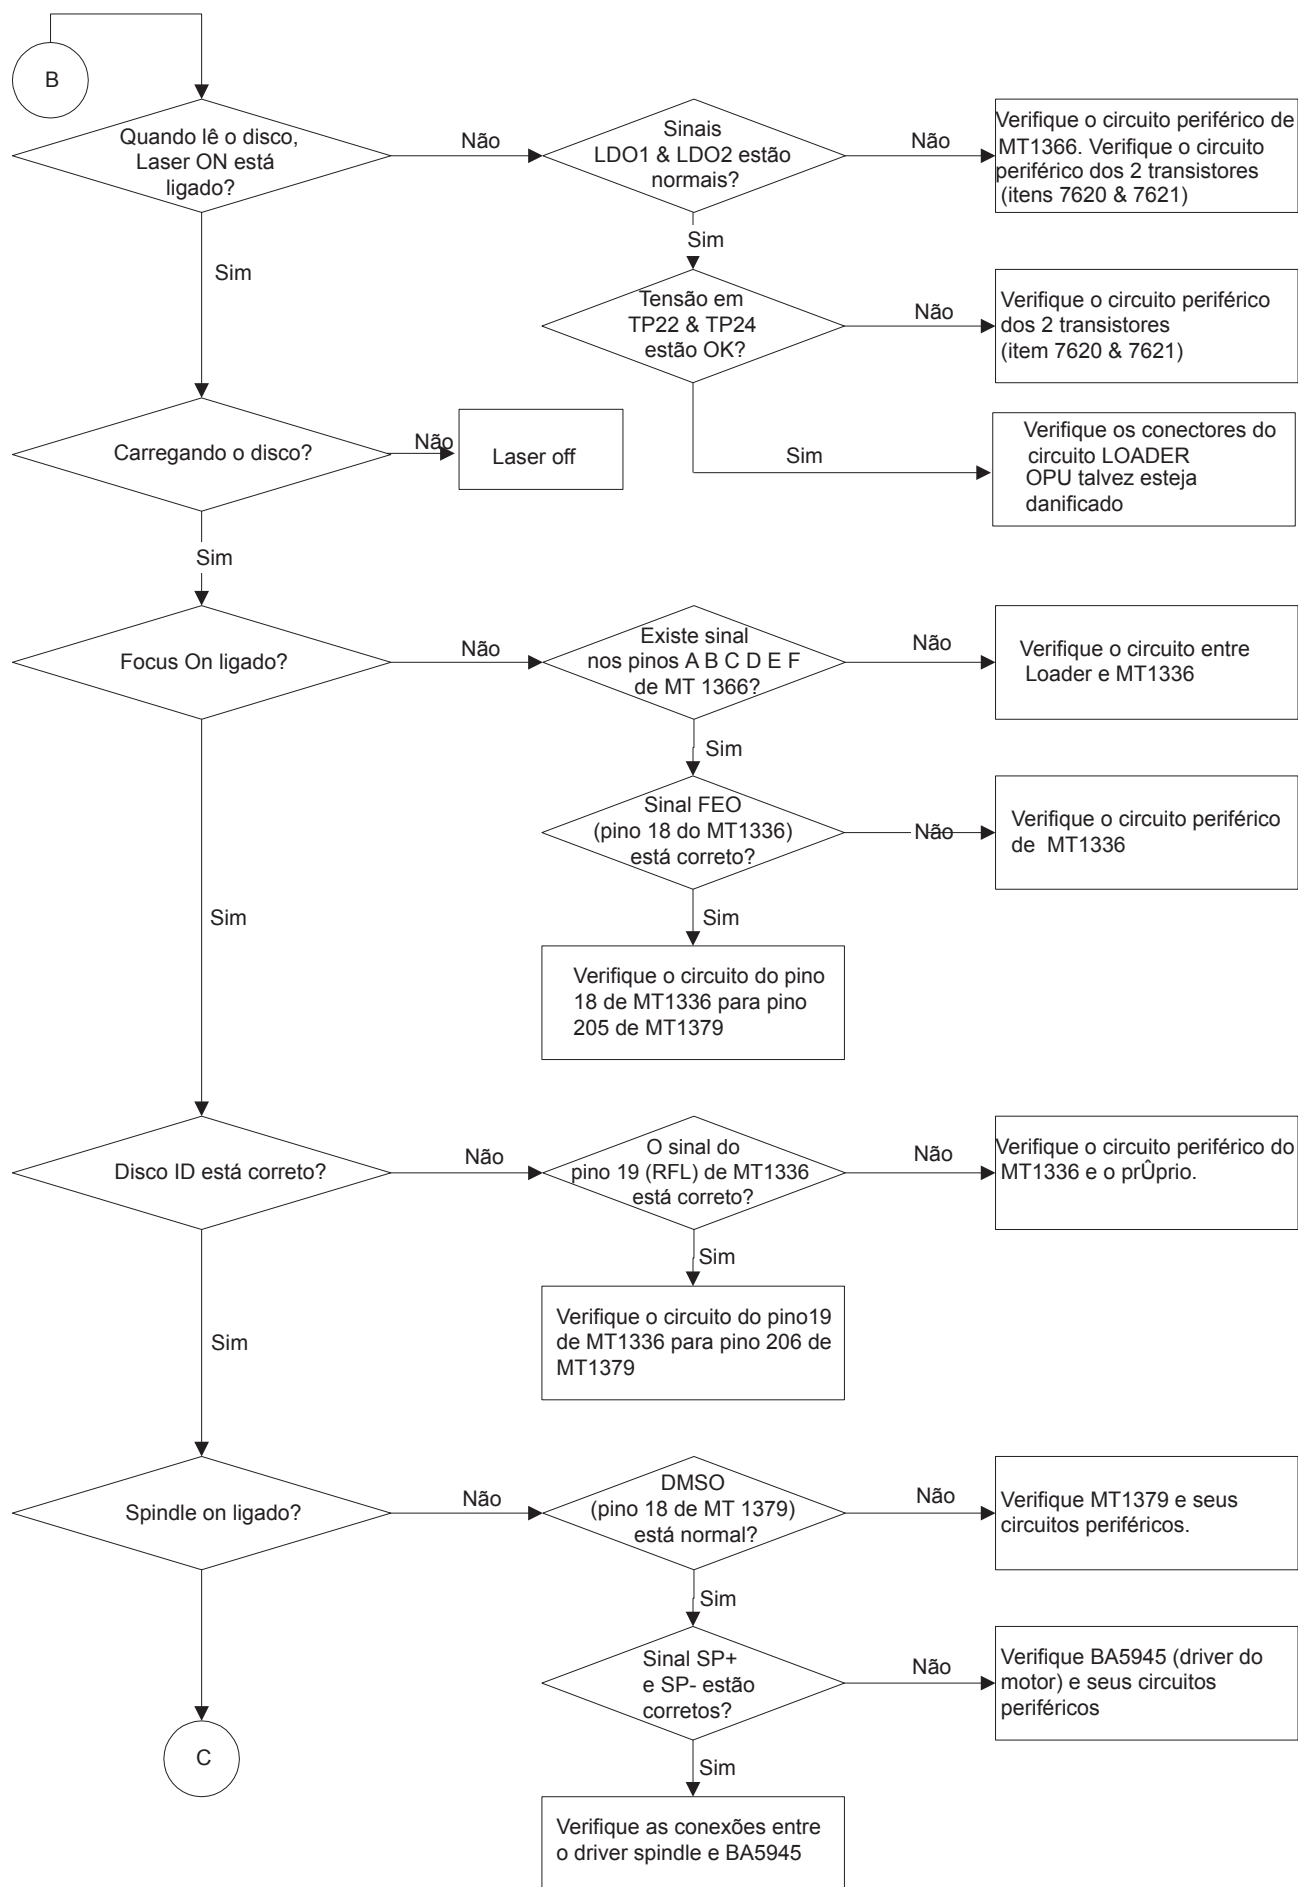 B
Quando lê o disco,
Laser ON está
ligado?
Não
Sinais
LDO1 & LDO2 estão
normais?
Não
Verifique o circuito periférico de
MT1366. Verifique o circuito
periférico dos 2 transistores
(itens 7620 & 7621)
Sim
Sim
Tensão em
TP22 & TP24
estão OK?
Não
Verifique o circuito periférico
dos 2 transistores
(item 7620 & 7621)
Carregando o disco?
Não
Laser off
Sim
Verifique os conectores do
circuito LOADER
OPU talvez esteja
danificado
Sim
Focus On ligado?
Não
Existe sinal
nos pinos A B C D E F
de MT 1366?
Não
Verifique o circuito entre
Loader e MT1336
Sim
Sinal FEO
(pino 18 do MT1336)
está correto?
Não
Verifique o circuito periférico
de MT1336
Sim
Sim
Verifique o circuito do pino
18 de MT1336 para pino
205 de MT1379
Disco ID está correto?
Não
O sinal do
pino 19 (RFL) de MT1336
está correto?
Não
Verifique o circuito periférico do
MT1336 e o prÛprio.
Sim
Sim
Verifique o circuito do pino19
de MT1336 para pino 206 de
MT1379
Spindle on ligado?
Não
DMSO
(pino 18 de MT 1379)
está normal?
Não
Verifique MT1379 e seus
circuitos periféricos.
Sim
Sinal SP+
e SP- estão
corretos?
Não
Verifique BA5945 (driver do
motor) e seus circuitos
periféricos
C
Sim
Verifique as conexões entre
o driver spindle e BA5945